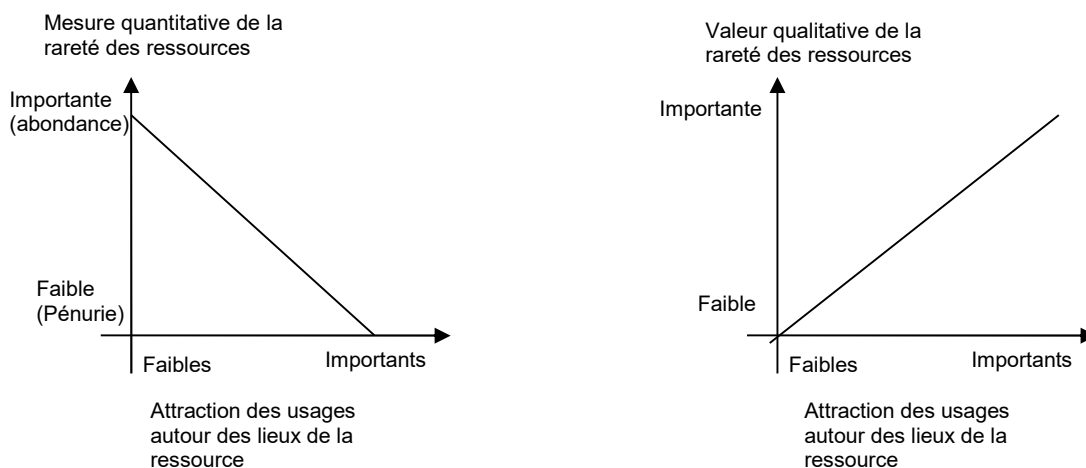 Mesure quantitative de la
rareté des ressources
Importante
(abondance)
Faible
(Pénurie)
Faibles
Importants
Attraction des usages
autour des lieux de la
ressource
Valeur qualitative de la
rareté des ressources
Importante
Faible
Faibles
Importants
Attraction des usages
autour des lieux de la
ressource